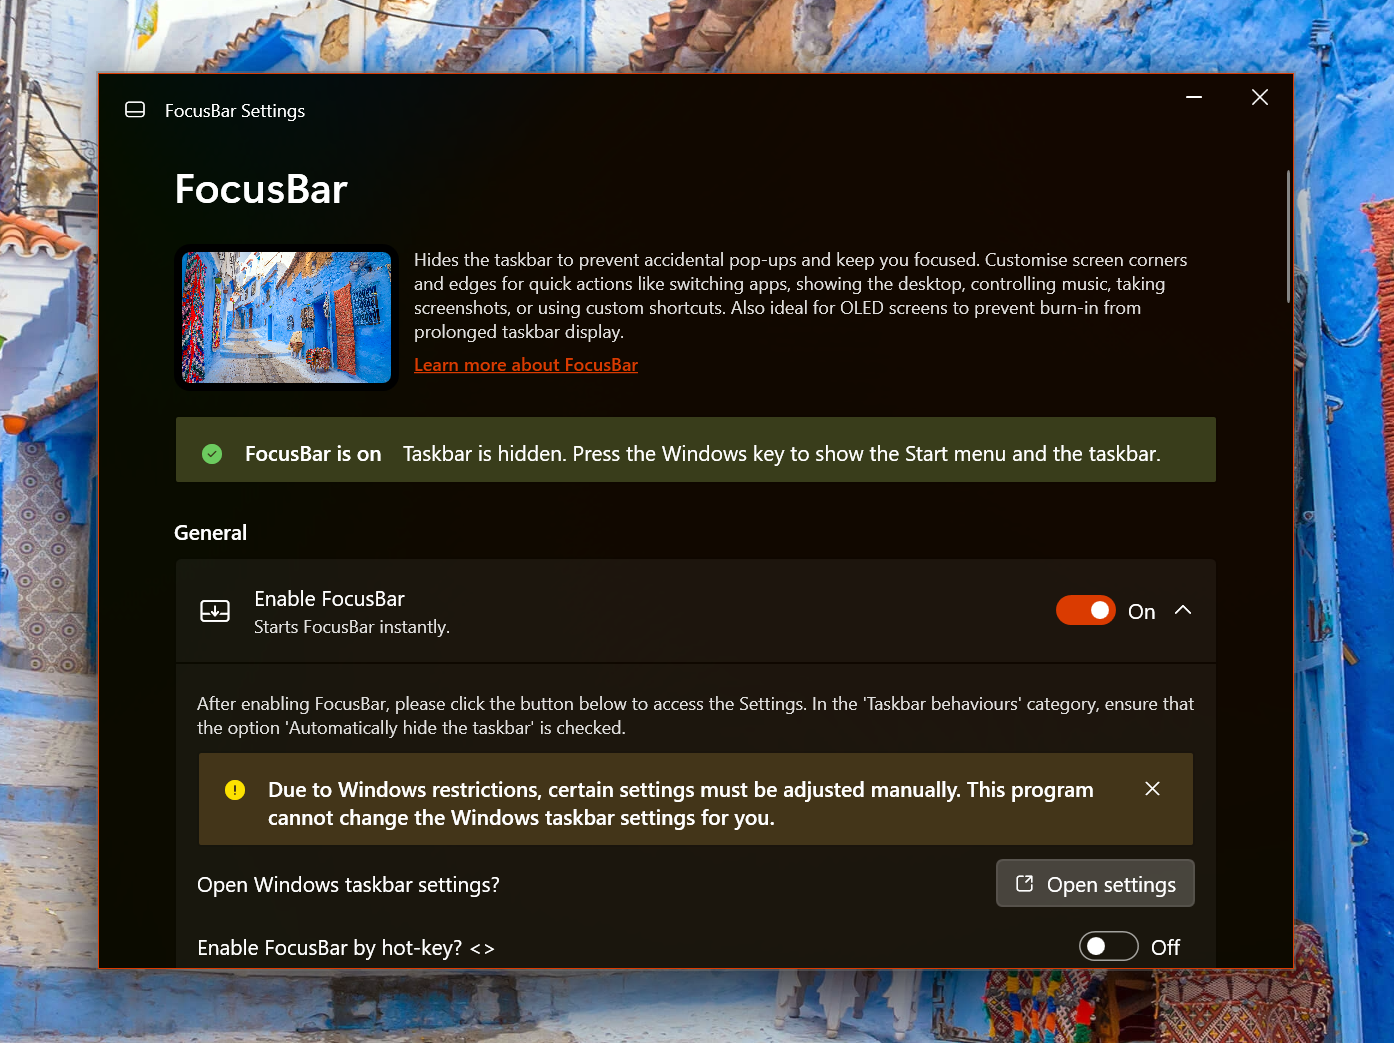 FocusBar Settings
FocusBar
Hides the taskbar to prevent accidental pop-ups and keep you focused. Customise screen corners
and edges for quick actions like switching apps, showing the desktop, controlling music, taking
screenshots, or using custom shortcuts. Also ideal for OLED screens to prevent burn-in from
prolonged taskbar display.
Learn more about FocusBar
FocusBar is on Taskbar is hidden. Press the Windows key to show the Start menu and the taskbar.
General
Enable FocusBar
Starts FocusBar instantly.
On
After enabling FocusBar, please click the button below to access the Settings. In the 'Taskbar behaviours' category, ensure that
the option 'Automatically hide the taskbar' is checked.
Due to Windows restrictions, certain settings must be adjusted manually. This program
cannot change the Windows taskbar settings for you.
Open Windows taskbar settings?
Open settings
Enable FocusBar by hot-key? <>
Off